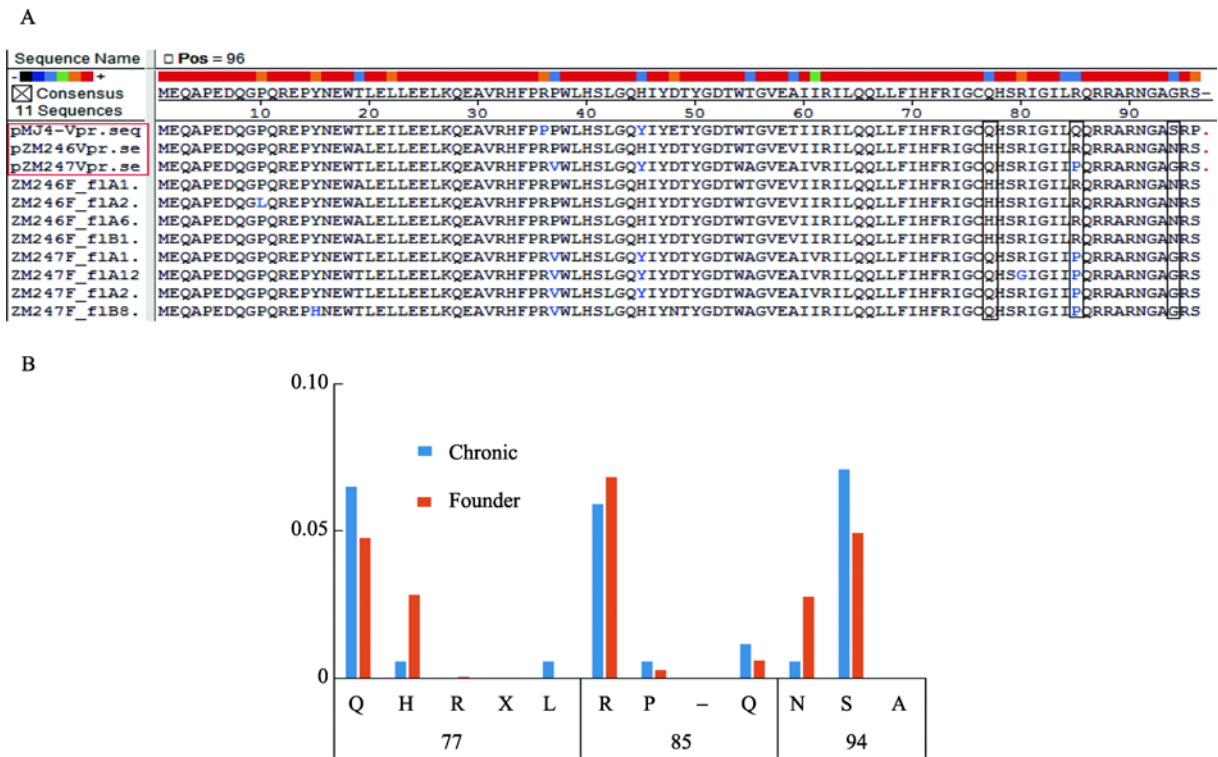 A
Sequence Name □ Pos = 96
- +
Consensus MEQAPEDQGPQREPYNEWTLELLEELKQEAVRHFPRPWLHSLGQHIYDTYGDTWTGVEAIIRILQQLLFIHFRIGCQHSRIGILRQRRARNGAGRS-
11 Sequences 10 20 30 40 50 60 70 80 90
pMJ4-Vpr.seq MEQAPEDQGPQREPYNEWTLELLEELKQEAVRHFPPPWLHSLGQYIYETYGDTWTGVETIIRILQQLLFIHFRIGCQHSRIGILQQRRARNGASRP.
pZM246Vpr.se MEQAPEDQGPQREPYNEWALELLEELKQEAVRHFPRPWLHSLGQHIYDTYGDTWTGVEVIIRILQQLLFIHFRIGCHHSRIGILRQRRARNGANRS.
pZM247Vpr.se MEQAPEDQGPQREPYNEWTLELLEELKQEAVRHFPRVWLHSLGQYIYDTYGDTWAGVEAIVRILQQLLFIHFRIGCQHSRIGIIPQRRARNGAGRS.
ZM246F_flA1. MEQAPEDQGPQREPYNEWALELLEELKQEAVRHFPRPWLHSLGQHIYDTYGDTWTGVEVIIRILQQLLFIHFRIGCHHSRIGILRQRRARNGANRS
ZM246F_flA2. MEQAPEDQGLQREPYNEWALELLEELKQEAVRHFPRPWLHSLGQHIYDTYGDTWTGVEVIIRILQQLLFIHFRIGCHHSRIGILRQRRARNGANRS
ZM246F_flA6. MEQAPEDQGPQREPYNEWALELLEELKQEAVRHFPRPWLHSLGQHIYDTYGDTWTGVEVIIRILQQLLFIHFRIGCHHSRIGILRQRRARNGANRS
ZM246F_flB1. MEQAPEDQGPQREPYNEWALELLEELKQEAVRHFPRPWLHSLGQHIYDTYGDTWTGVEVIIRILQQLLFIHFRIGCHHSRIGILRQRRARNGANRS
ZM247F_flA1. MEQAPEDQGPQREPYNEWTLELLEELKQEAVRHFPRVWLHSLGQYIYDTYGDTWAGVEAIVRILQQLLFIHFRIGCQHSRIGIIPQRRARNGAGRS
ZM247F_flA12 MEQAPEDQGPQREPYNEWTLELLEELKQEAVRHFPRVWLHSLGQYIYDTYGDTWAGVEAIIRILQQLLFIHFRIGCQHSGIGIIPQRRARNGAGRS
ZM247F_flA2. MEQAPEDQGPQREPYNEWTLELLEELKQEAVRHFPRVWLHSLGQYIYDTYGDTWAGVEAIVRILQQLLFIHFRIGCQHSRIGIIPQRRARNGAGRS
ZM247F_flB8. MEQAPEDQGPQREPHNEWTLELLEELKQEAVRHFPRVWLHSLGQHIYNTYGDTWAGVEAIIRILQQLLFIHFRIGCQHSRIGIIPQRRARNGAGRS
B
0.10
Chronic
Founder
0.05
0
Q H R X L R P – Q N S A
77 85 94